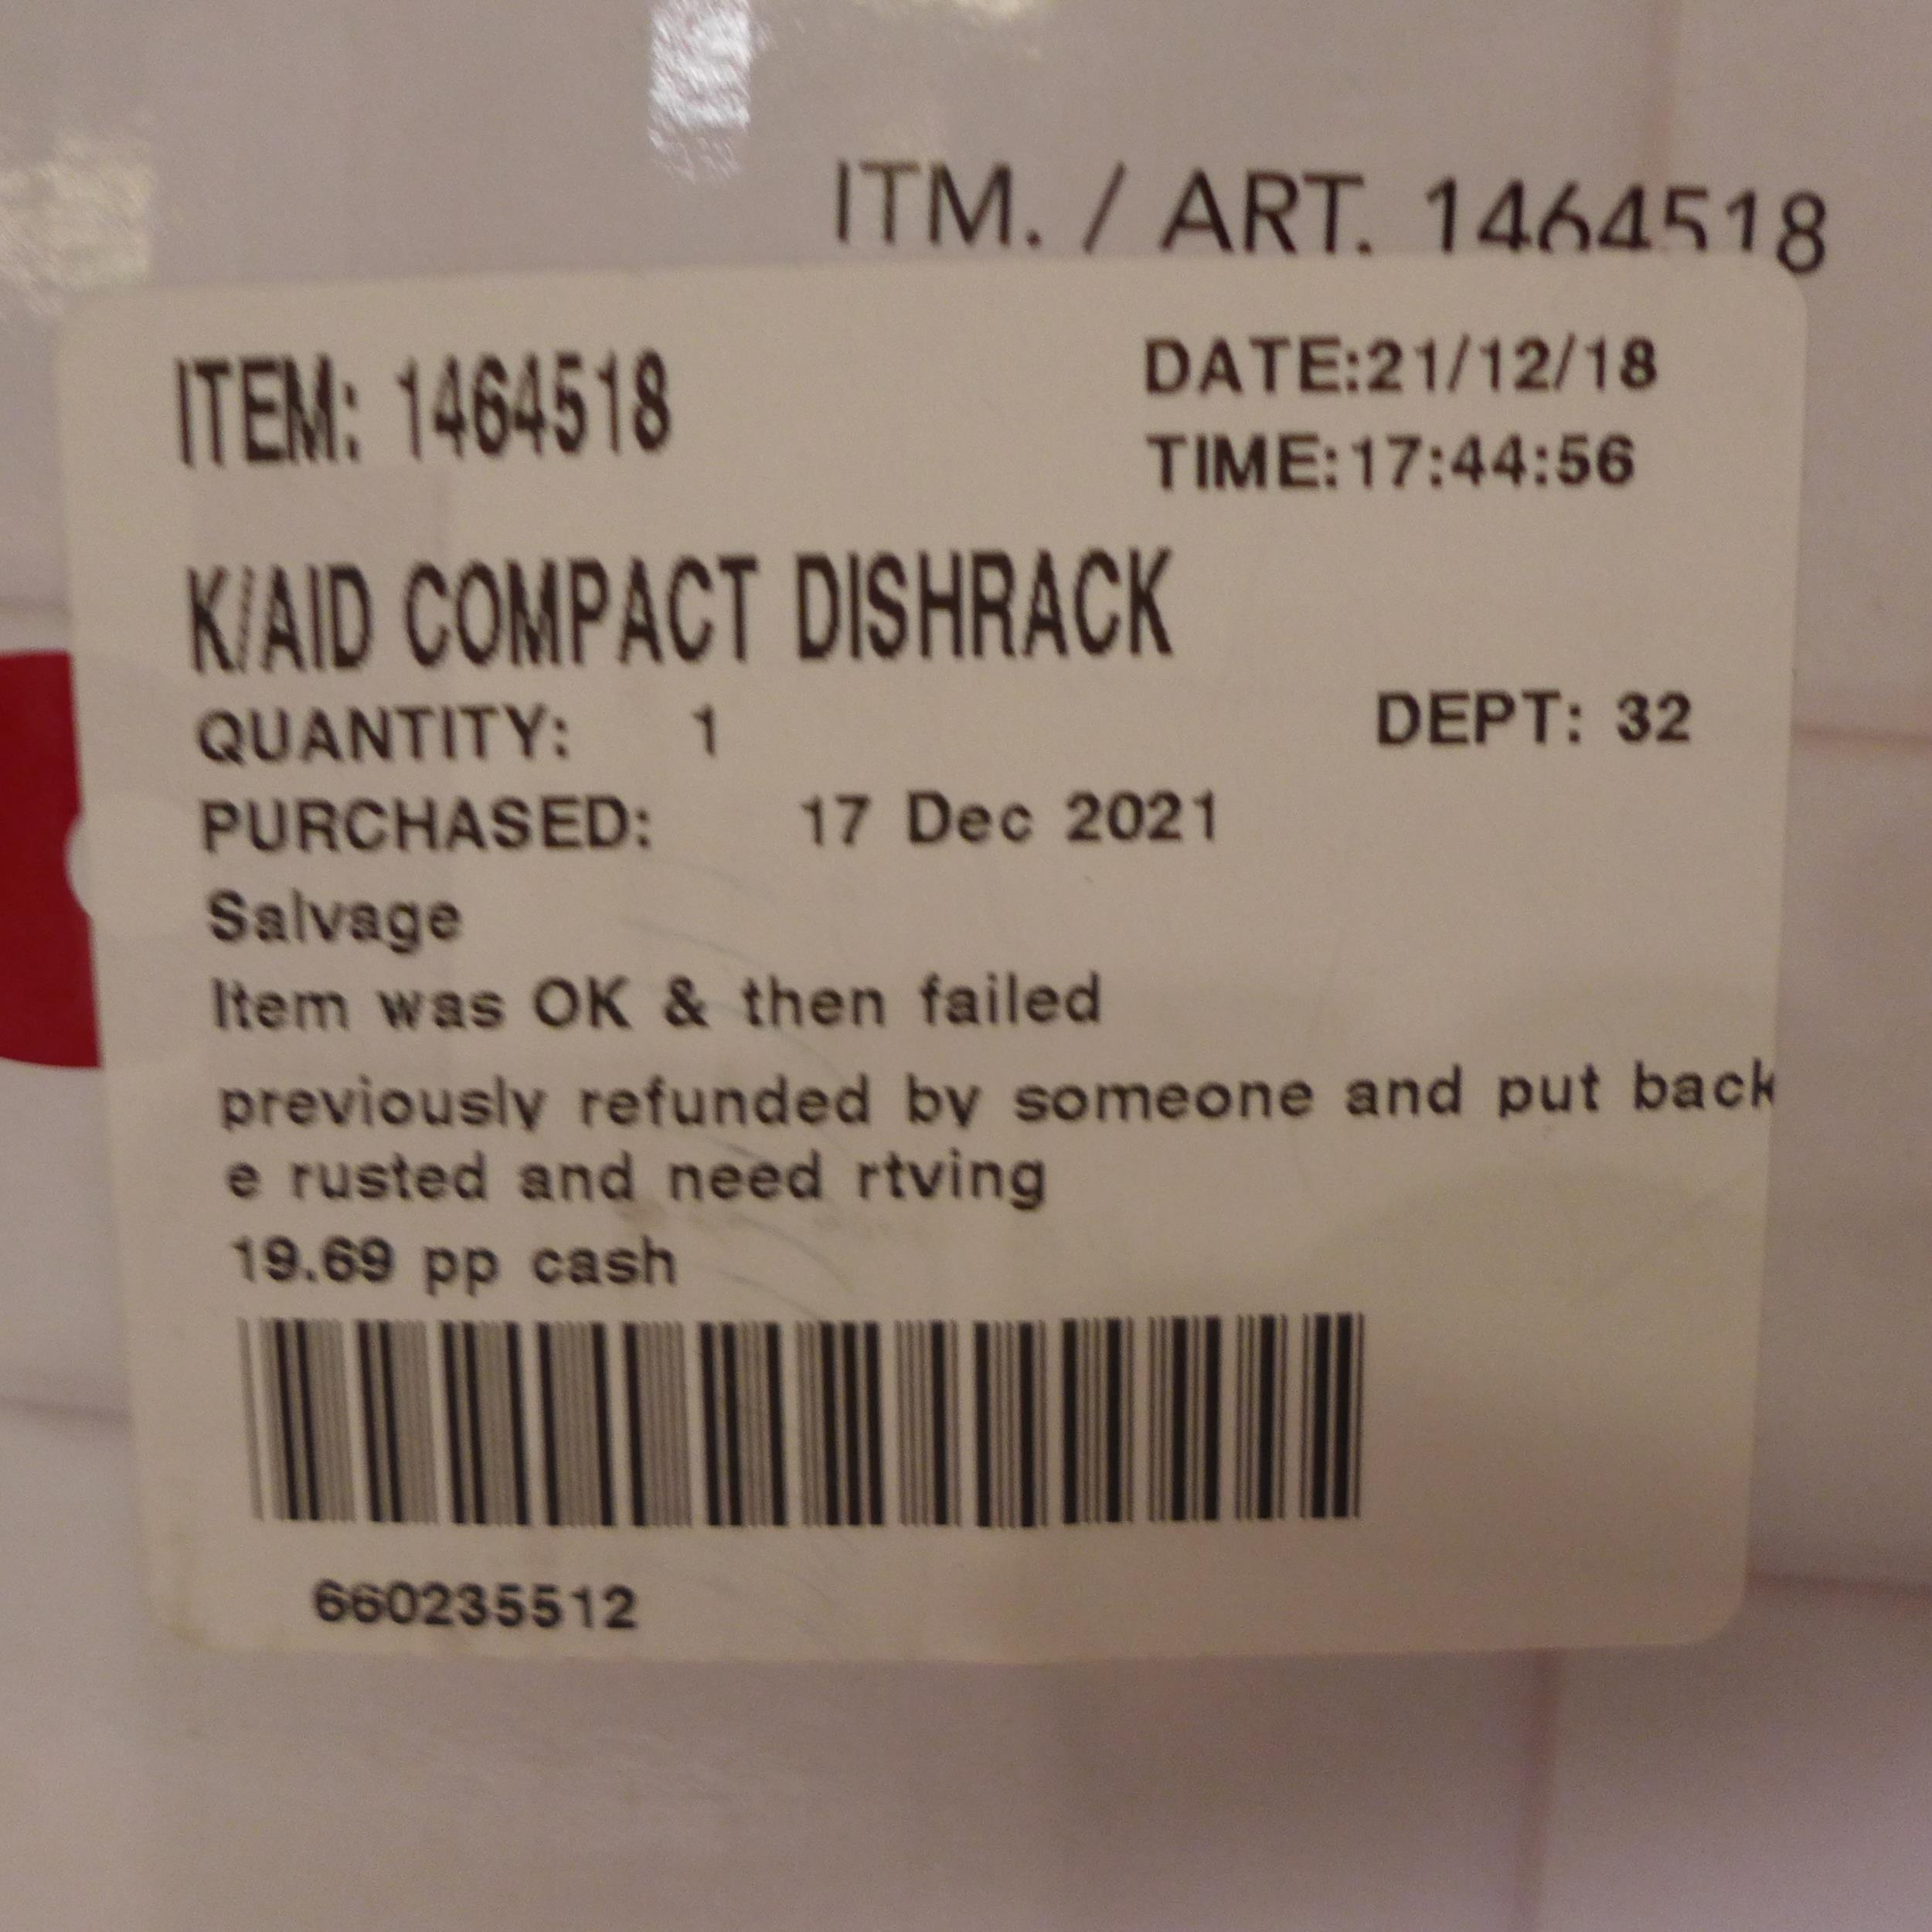 ITM. / ART. 1464518
ITEM: 1464518
DATE:21/12/18
TIME:17:44:56
K/AID COMPACT DISHRACK
QUANTITY: 1
DEPT: 32
PURCHASED: 17 Dec 2021
Salvage
Item was OK & then failed
previously refunded by someone and put back
e rusted and need rtving
19.69 pp cash
660235512